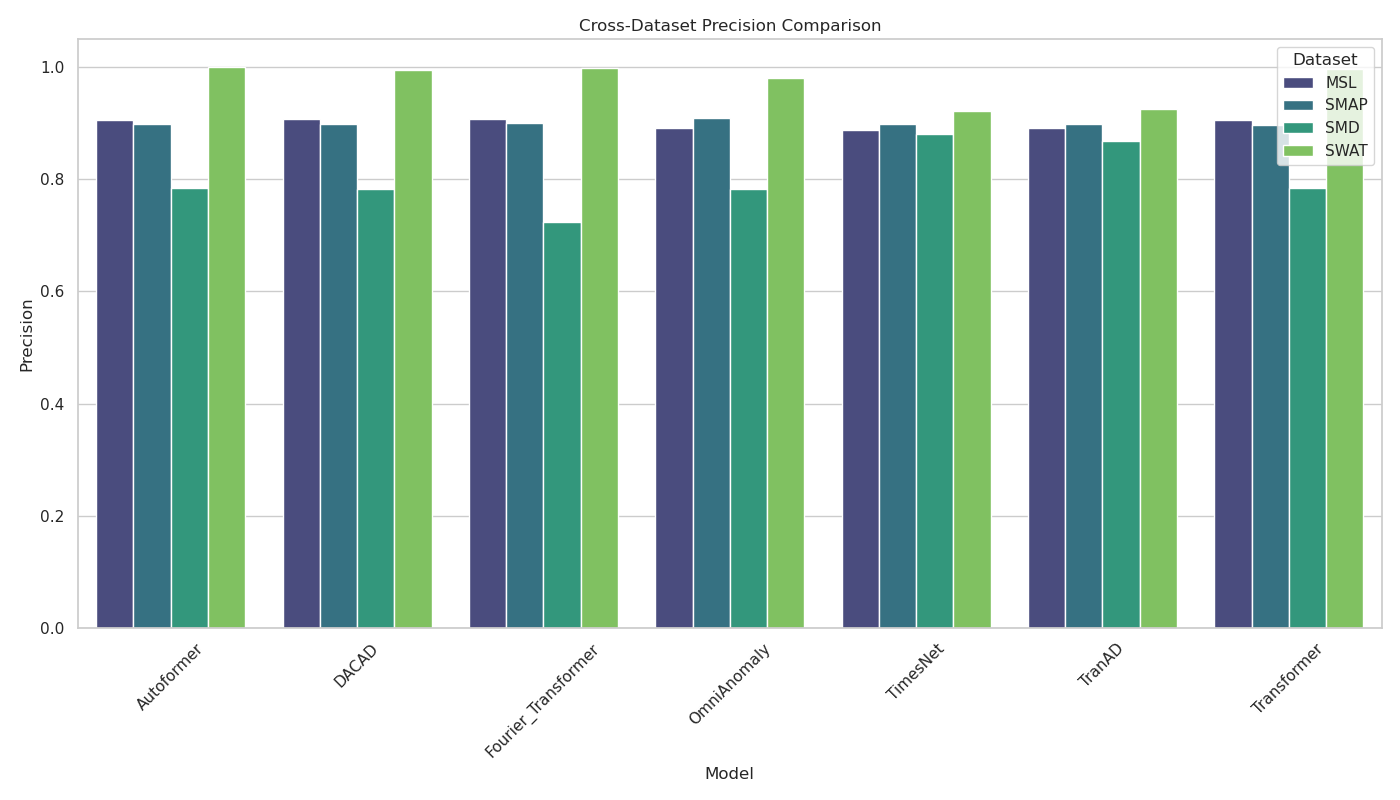 Cross-Dataset Precision Comparison
Dataset
MSL
SMAP
SMD
SWAT
Precision
1.0
0.8
0.6
0.4
0.2
0.0
Autoformer
DACAD
Fourier_Transformer
OmniAnomaly
TimesNet
TranAD
Transformer
Model